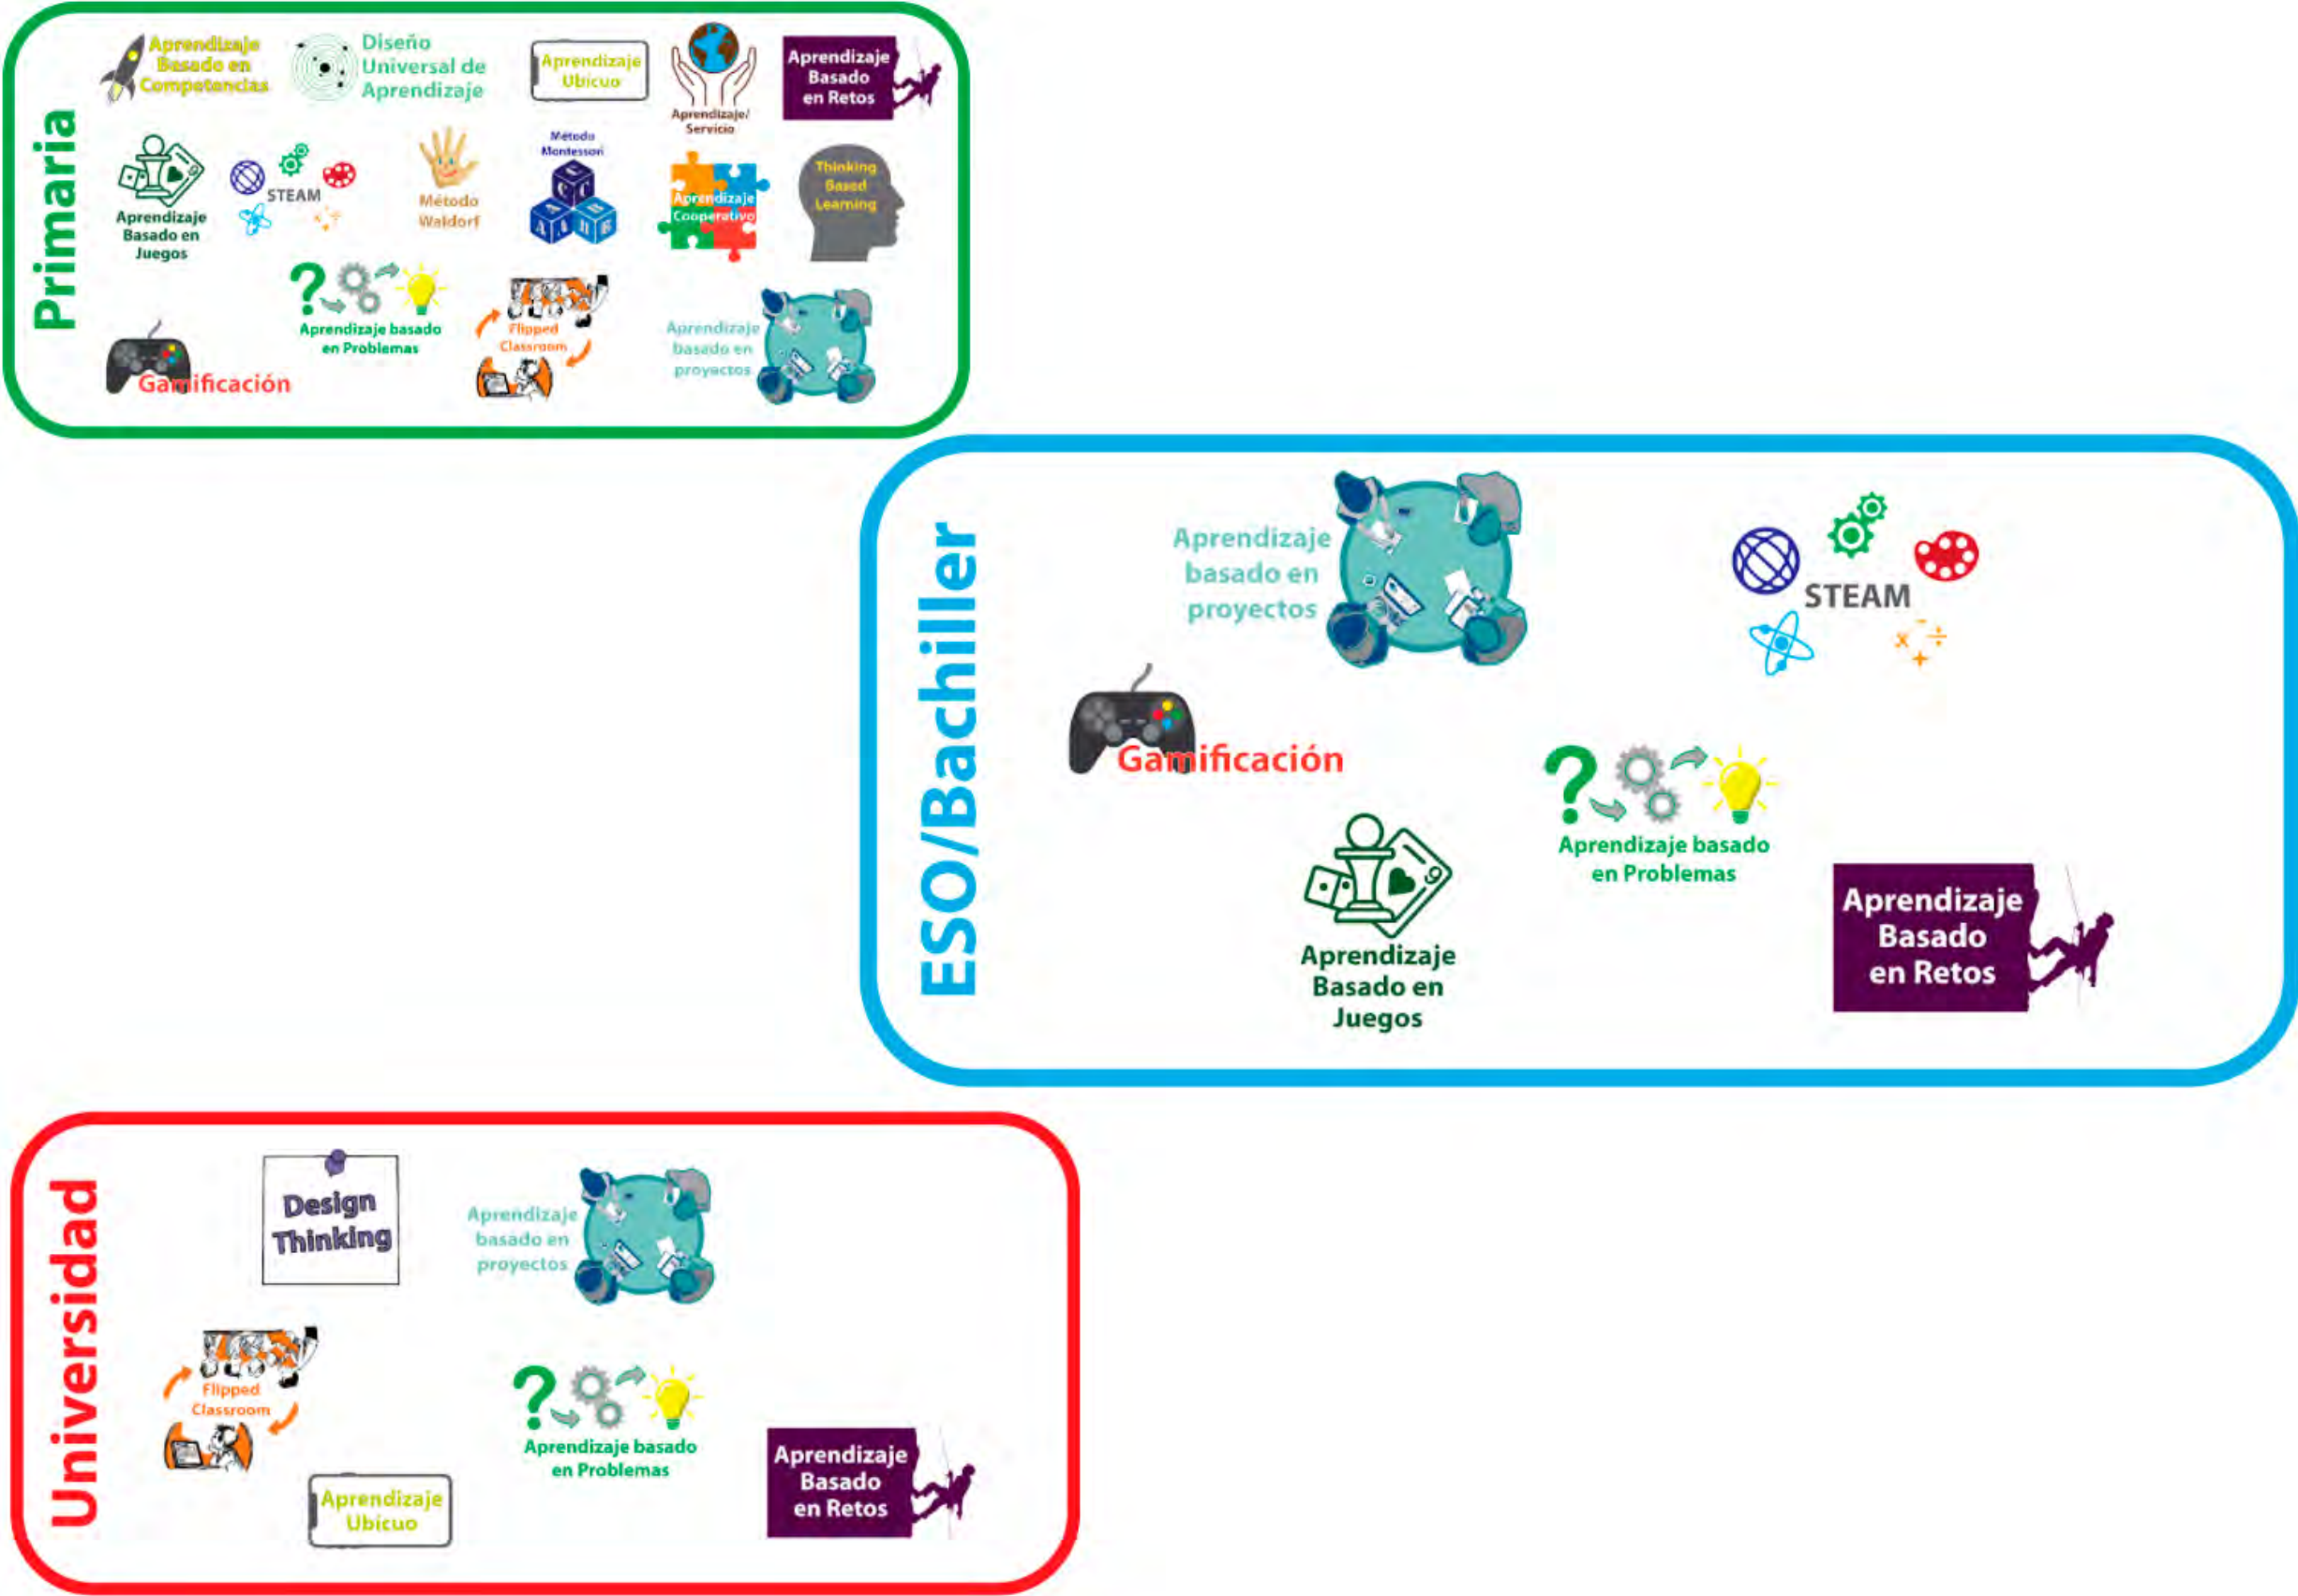 Primaria
Aprendizaje
Basado en
Competencias
Diseño
Universal de
Aprendizaje
Aprendizaje
Ubicuo
Aprendizaje/
Servicio
Aprendizaje
Basado
en Retos
Aprendizaje
Basado en
Juegos
STEAM
Método
Waldorf
Método
Montessori
Aprendizaje
Cooperativo
Thinking
Based
Learning
Gamificación
Aprendizaje basado
en Problemas
Flipped
Classroom
Aprendizaje
basado en
proyectos
ESO/Bachiller
Aprendizaje
basado en
proyectos
STEAM
Gamificación
Aprendizaje basado
en Problemas
Aprendizaje
Basado en
Juegos
Aprendizaje
Basado
en Retos
Universidad
Design
Thinking
Aprendizaje
basado en
proyectos
Flipped
Classroom
Aprendizaje basado
en Problemas
Aprendizaje
Ubicuo
Aprendizaje
Basado
en Retos